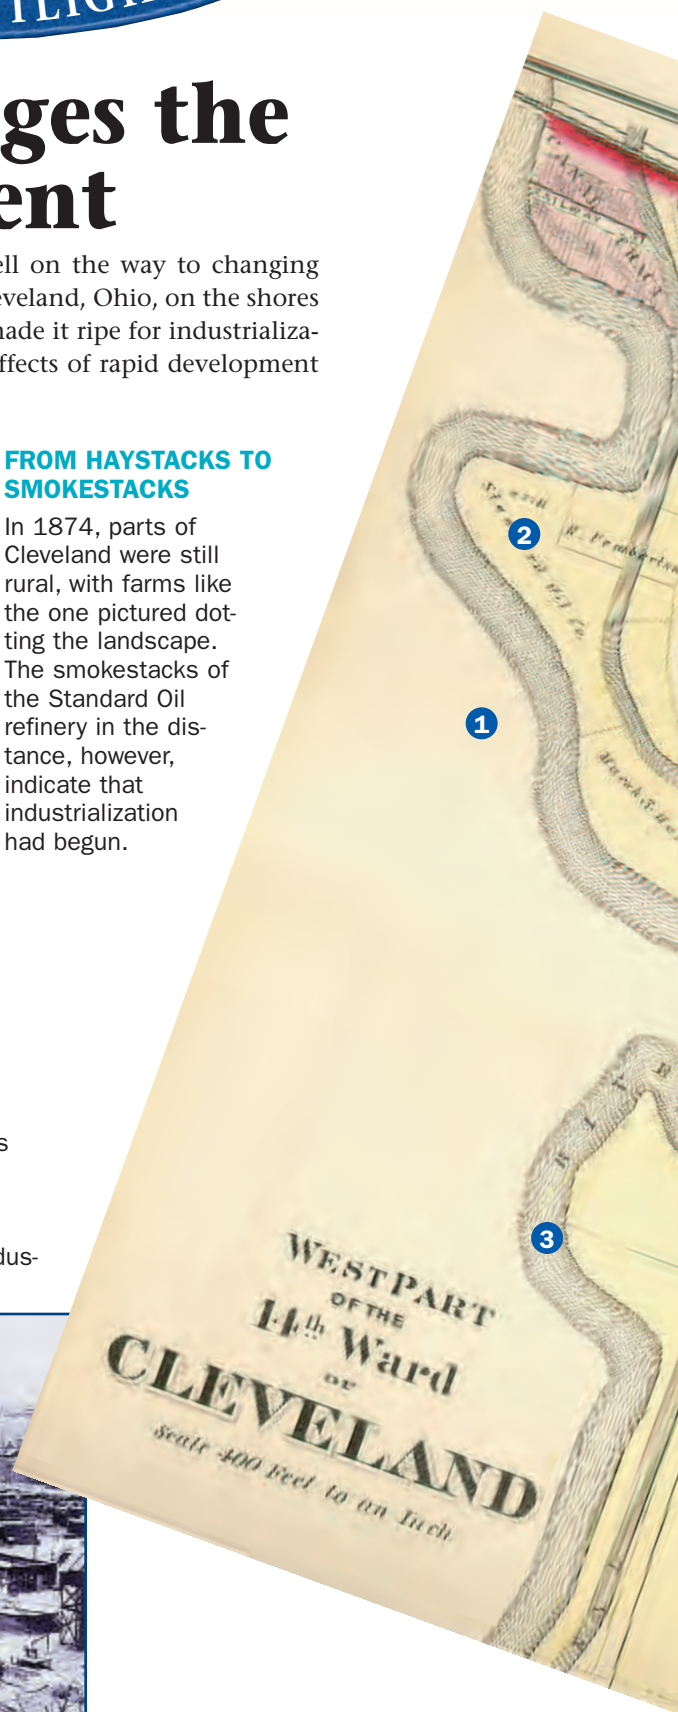 ges the
ent
ell on the way to changing
eveland, Ohio, on the shores
made it ripe for industrializa-
ffects of rapid development
FROM HAYSTACKS TO
SMOKESTACKS
In 1874, parts of
Cleveland were still
rural, with farms like
the one pictured dot-
ting the landscape.
The smokestacks of
the Standard Oil
refinery in the dis-
tance, however,
indicate that
industrialization
had begun.
s
dus-
RAILWAY
TRACT
2
1
3
WEST PART
OF THE
14th Ward
OF
CLEVELAND
Scale 400 Feet to an Inch